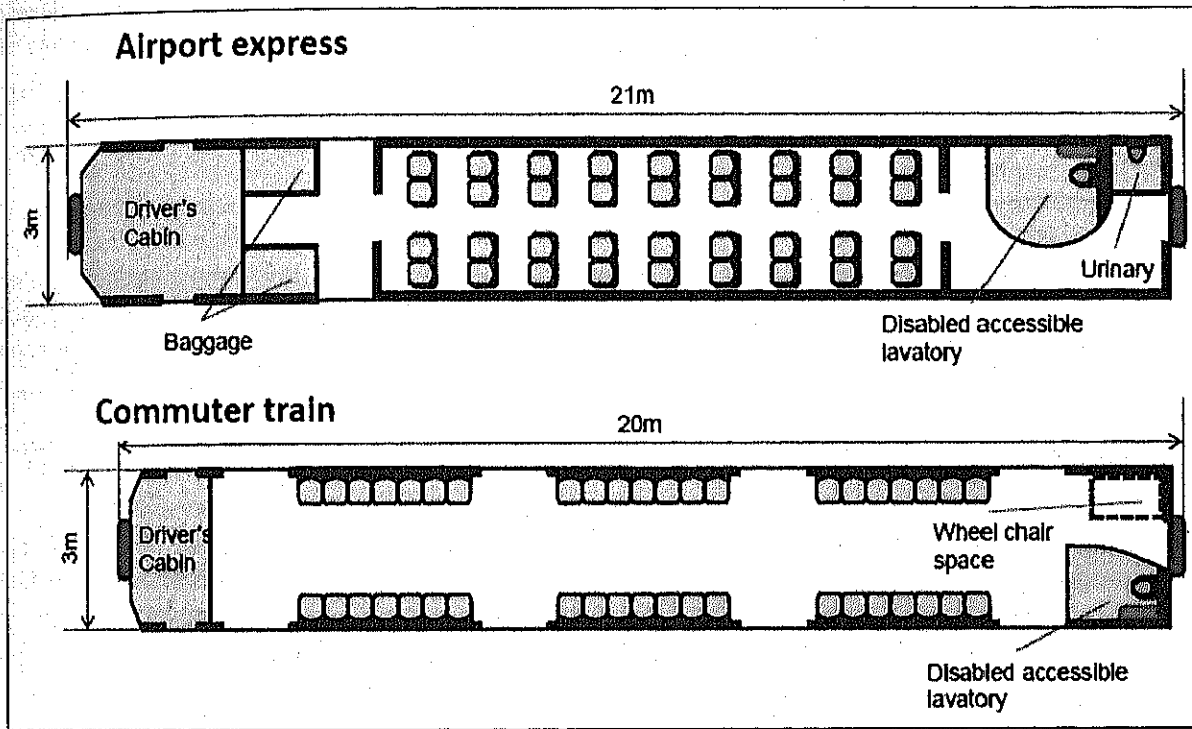 Airport express
21m
3m
Driver's
Cabin
Baggage
Urinary
Disabled accessible
lavatory
Commuter train
20m
3m
Driver's
Cabin
Wheel chair
space
Disabled accessible
lavatory